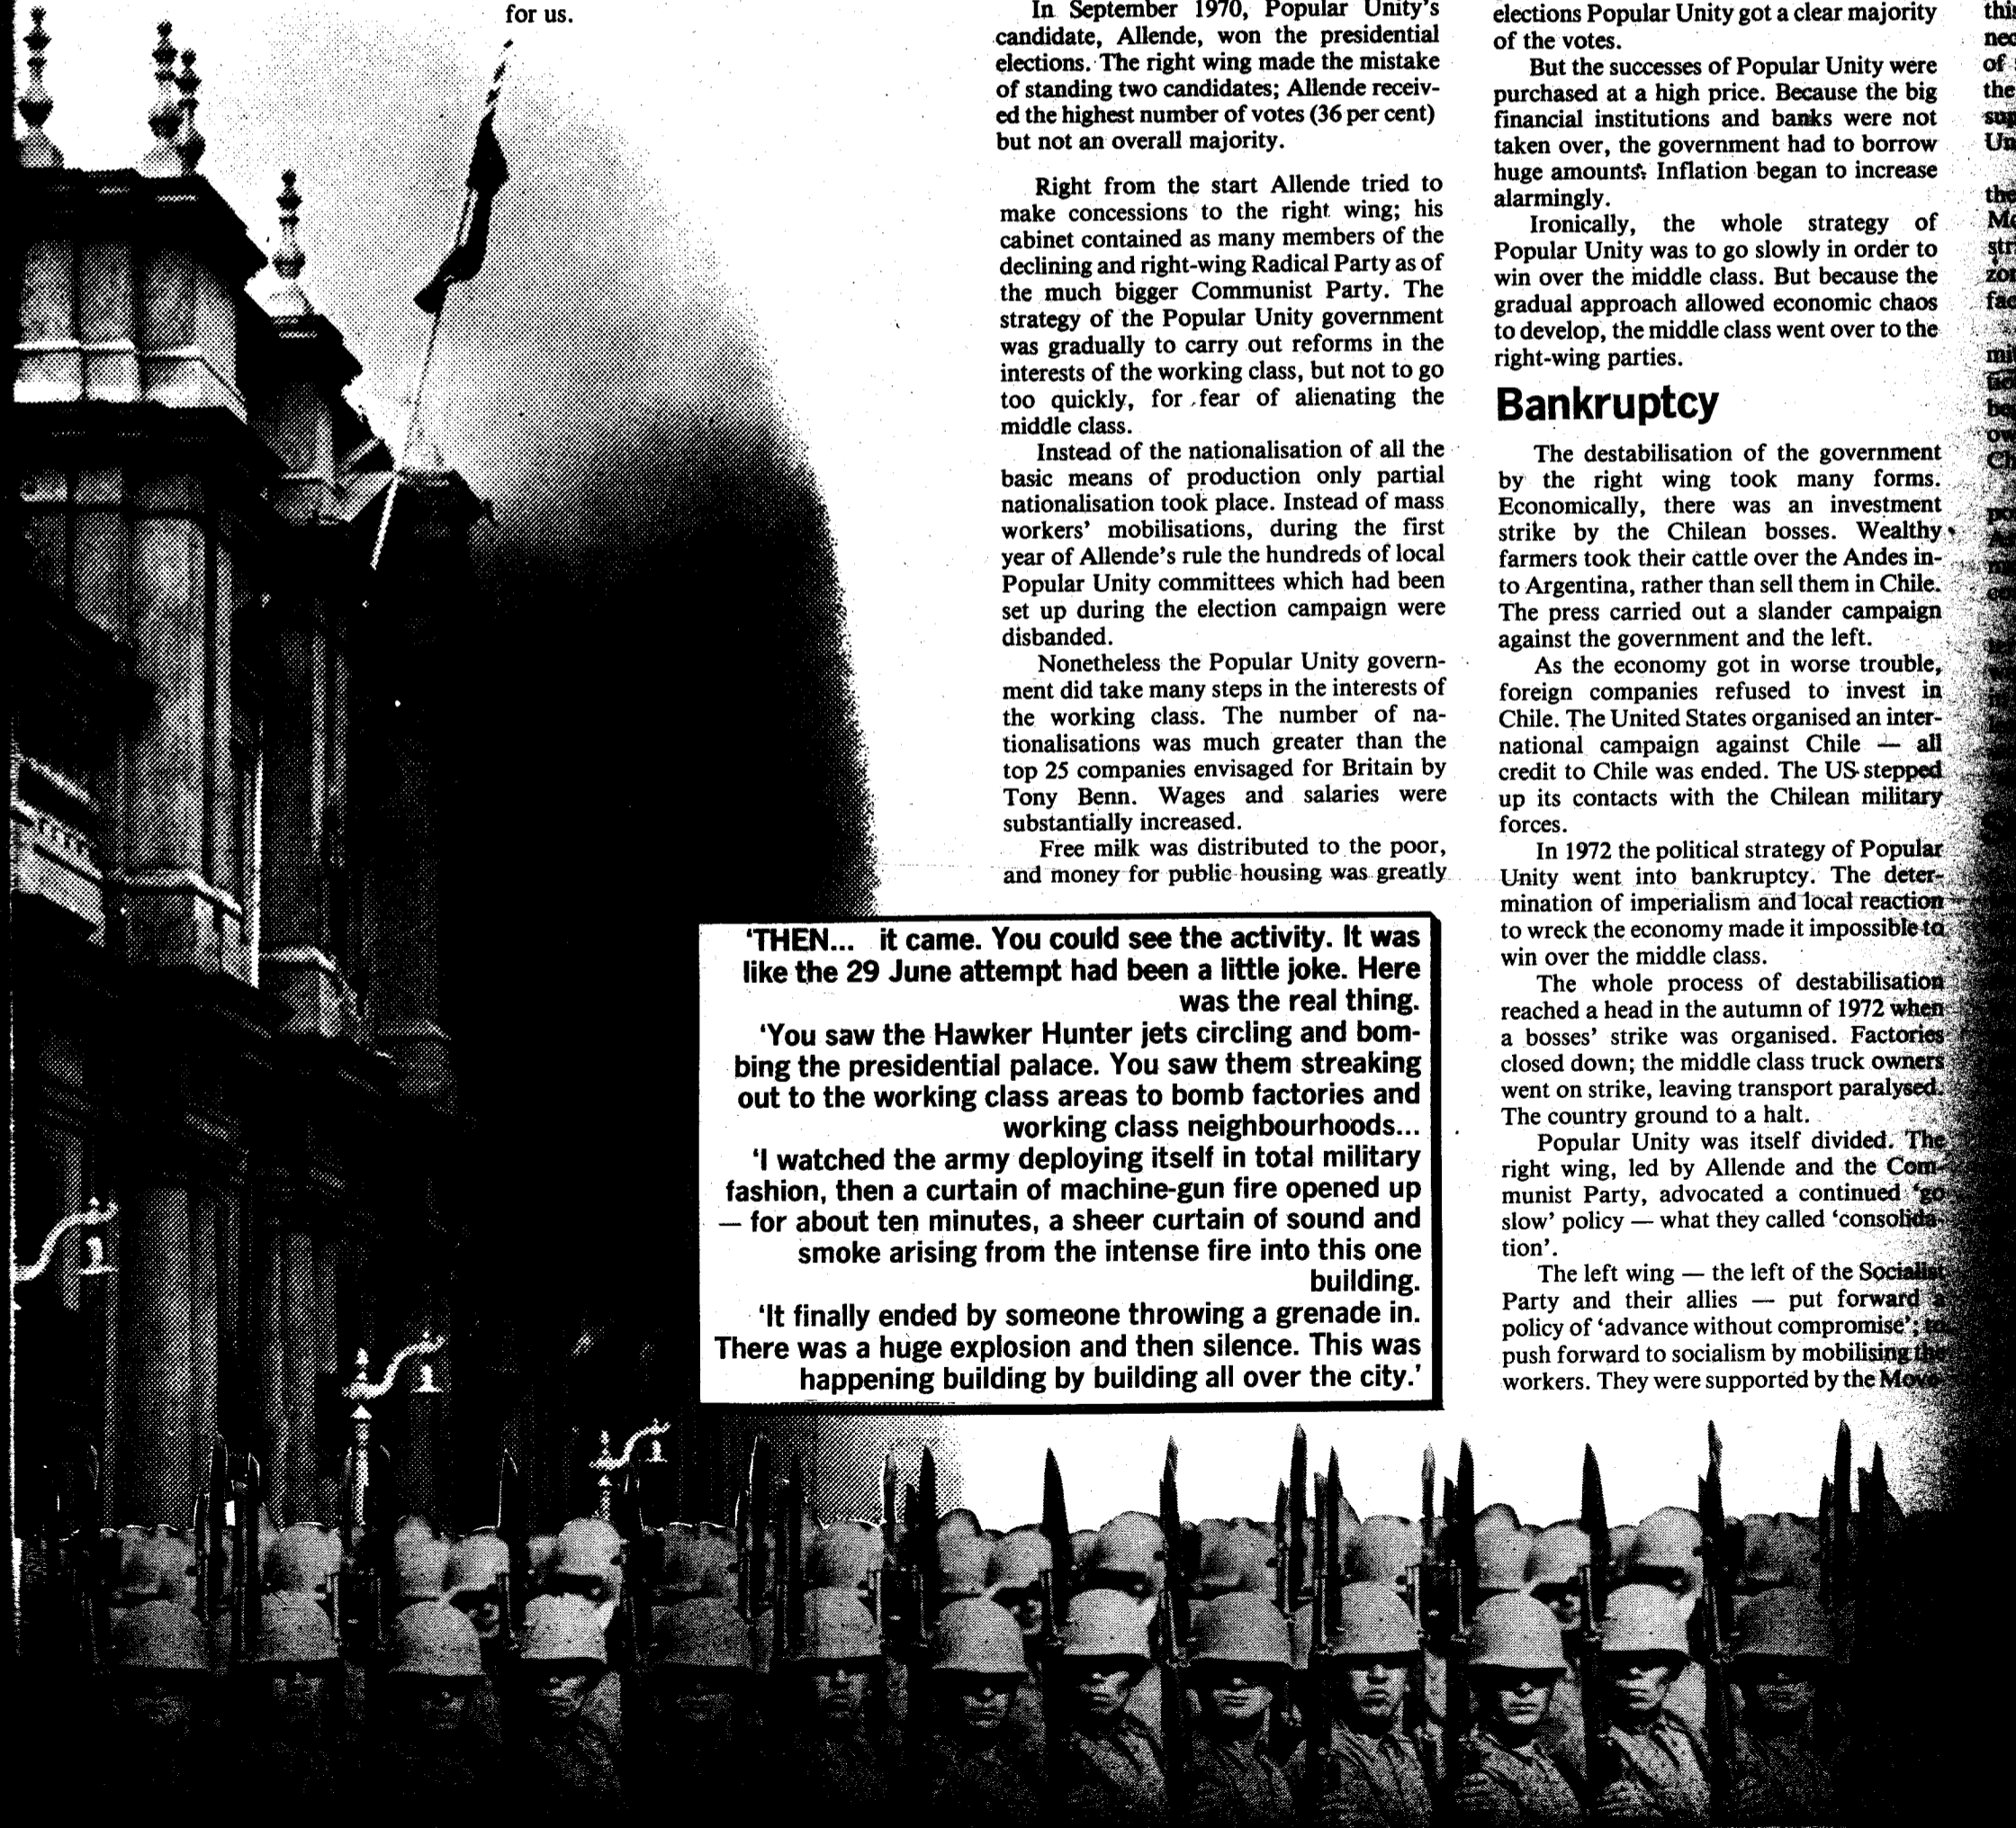 for us.
In September 1970, Popular Unity's
candidate, Allende, won the presidential
elections. The right wing made the mistake
of standing two candidates; Allende receiv-
ed the highest number of votes (36 per cent)
but not an overall majority.
Right from the start Allende tried to
make concessions to the right wing; his
cabinet contained as many members of the
declining and right-wing Radical Party as of
the much bigger Communist Party. The
strategy of the Popular Unity government
was gradually to carry out reforms in the
interests of the working class, but not to go
too quickly, for fear of alienating the
middle class.
Instead of the nationalisation of all the
basic means of production only partial
nationalisation took place. Instead of mass
workers' mobilisations, during the first
year of Allende's rule the hundreds of local
Popular Unity committees which had been
set up during the election campaign were
disbanded.
Nonetheless the Popular Unity govern-
ment did take many steps in the interests of
the working class. The number of na-
tionalisations was much greater than the
top 25 companies envisaged for Britain by
Tony Benn. Wages and salaries were
substantially increased.
Free milk was distributed to the poor,
and money for public housing was greatly
'THEN... it came. You could see the activity. It was
like the 29 June attempt had been a little joke. Here
was the real thing.
'You saw the Hawker Hunter jets circling and bom-
bing the presidential palace. You saw them streaking
out to the working class areas to bomb factories and
working class neighbourhoods...
'I watched the army deploying itself in total military
fashion, then a curtain of machine-gun fire opened up
— for about ten minutes, a sheer curtain of sound and
smoke arising from the intense fire into this one
building.
'It finally ended by someone throwing a grenade in.
There was a huge explosion and then silence. This was
happening building by building all over the city.'
elections Popular Unity got a clear majority
of the votes.
But the successes of Popular Unity were
purchased at a high price. Because the big
financial institutions and banks were not
taken over, the government had to borrow
huge amounts. Inflation began to increase
alarmingly.
Ironically, the whole strategy of
Popular Unity was to go slowly in order to
win over the middle class. But because the
gradual approach allowed economic chaos
to develop, the middle class went over to the
right-wing parties.
Bankruptcy
The destabilisation of the government
by the right wing took many forms.
Economically, there was an investment
strike by the Chilean bosses. Wealthy
farmers took their cattle over the Andes in-
to Argentina, rather than sell them in Chile.
The press carried out a slander campaign
against the government and the left.
As the economy got in worse trouble,
foreign companies refused to invest in
Chile. The United States organised an inter-
national campaign against Chile — all
credit to Chile was ended. The US stepped
up its contacts with the Chilean military
forces.
In 1972 the political strategy of Popular
Unity went into bankruptcy. The deter-
mination of imperialism and local reaction
to wreck the economy made it impossible to
win over the middle class.
The whole process of destabilisation
reached a head in the autumn of 1972 when
a bosses' strike was organised. Factories
closed down; the middle class truck owners
went on strike, leaving transport paralysed.
The country ground to a halt.
Popular Unity was itself divided. The
right wing, led by Allende and the Com-
munist Party, advocated a continued 'go
slow' policy — what they called 'consolida-
tion'.
The left wing — the left of the Socialist
Party and their allies — put forward a
policy of 'advance without compromise'; to
push forward to socialism by mobilising the
workers. They were supported by the Move-